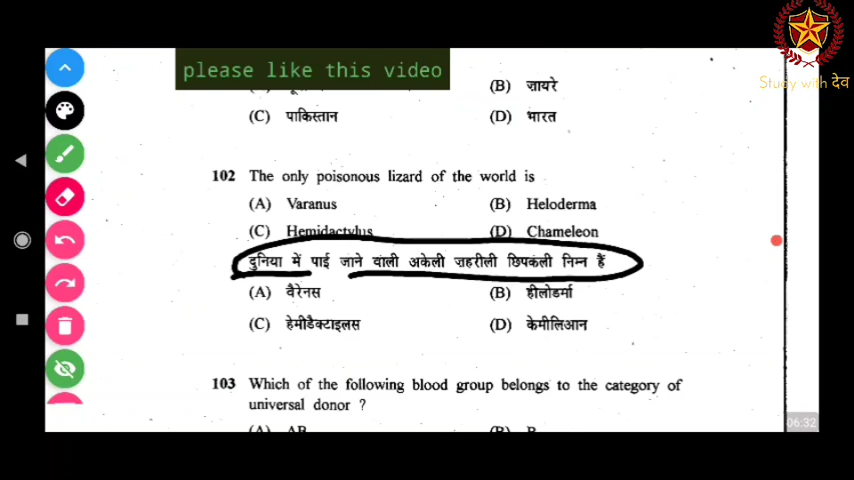 please like this video
Study with देव
(B) ज़ायरे
(C) पाकिस्तान (D) भारत
102 The only poisonous lizard of the world is
(A) Varanus (B) Heloderma
(C) Hemidactylus (D) Chameleon
दुनिया में पाई जाने वाली अकेली ज़हरीली छिपकली निम्न हैं
(A) वैरेनस (B) हीलोडर्मा
(C) हेमीडैक्टाइलस (D) केमीलिआन
103 Which of the following blood group belongs to the category of
universal donor ?
(A) AB (B) B
06:32